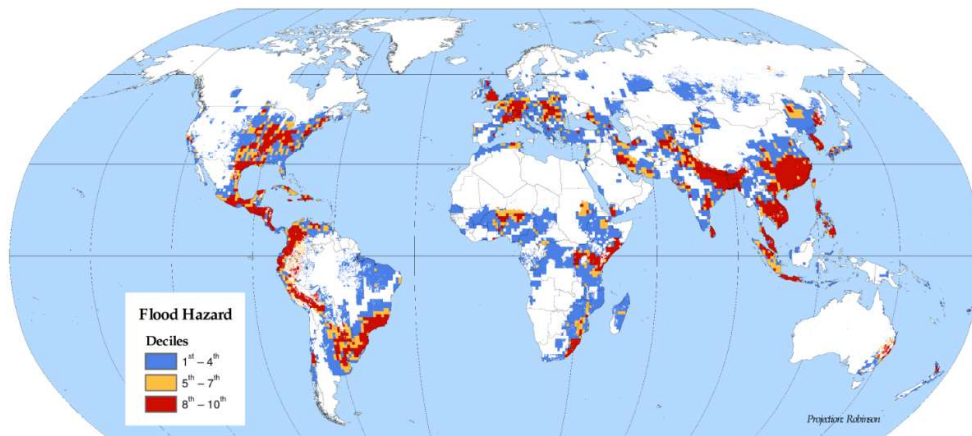 Flood Hazard
Deciles
1st – 4th
5th – 7th
8th – 10th
Projection: Robinson